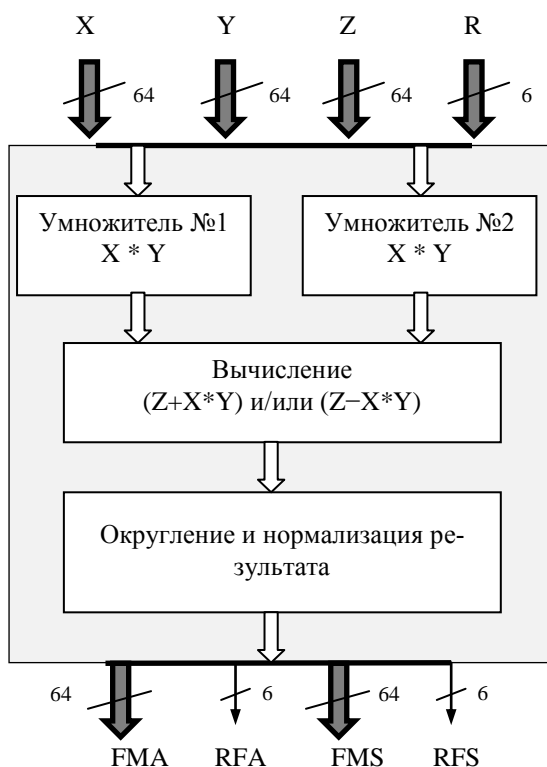 X Y Z R
64 64 64 6
Умножитель №1 Умножитель №2
X * Y X * Y
Вычисление
(Z+X*Y) и/или (Z−X*Y)
Округление и нормализация ре-
зультата
64 6 64 6
FMA RFA FMS RFS